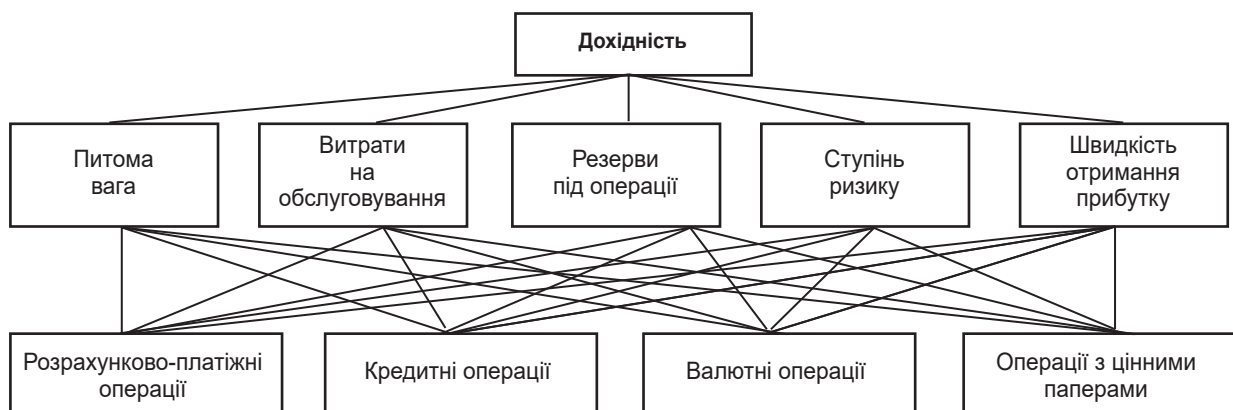 Дохідність
Питома
вага
Витрати
на
обслуговування
Резерви
під операції
Ступінь
ризику
Швидкість
отримання
прибутку
Розрахунково-платіжні
операції
Кредитні операції
Валютні операції
Операції з цінними
паперами